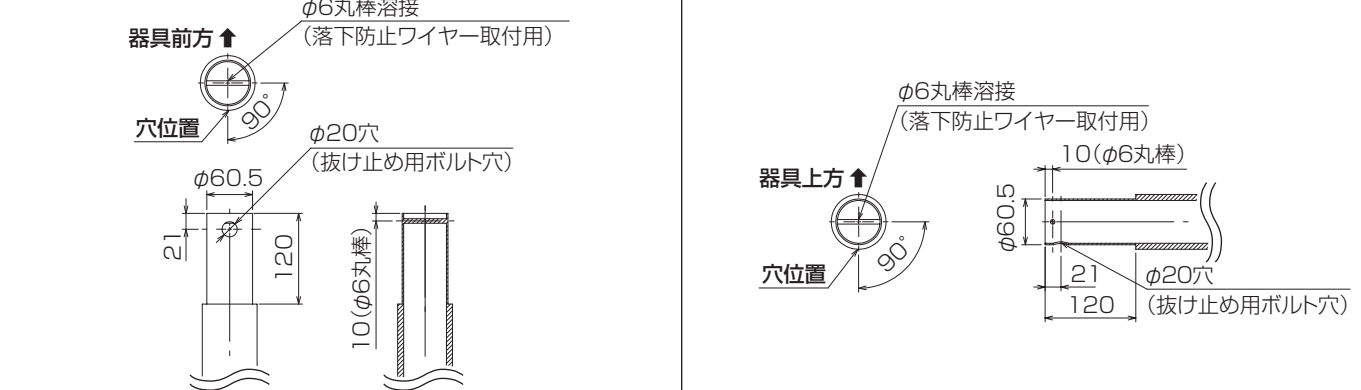 φ6丸棒溶接
(落下防止ワイヤー取付用)
器具前方⬆
90°
穴位置
φ20穴
(抜け止め用ボルト穴)
φ60.5
21
120
10(φ6丸棒)
φ6丸棒溶接
(落下防止ワイヤー取付用)
10(φ6丸棒)
器具上方⬆
φ60.5
90°
穴位置
21
φ20穴
120
(抜け止め用ボルト穴)